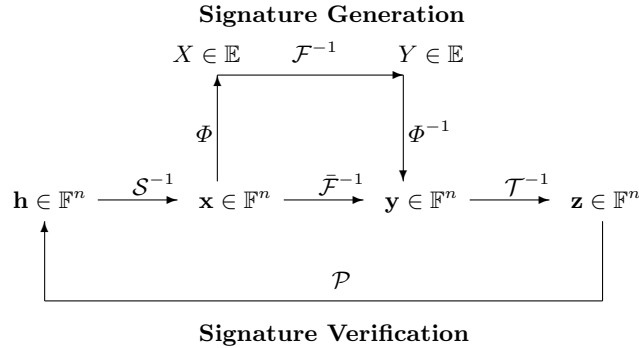 Signature Generation
X ∈ 𝔼 ℱ⁻¹ Y ∈ 𝔼
Φ Φ⁻¹
𝐡 ∈ 𝔽ⁿ 𝒮⁻¹ 𝐱 ∈ 𝔽ⁿ ℱ̄⁻¹ 𝐲 ∈ 𝔽ⁿ 𝒯⁻¹ 𝐳 ∈ 𝔽ⁿ
𝒫
Signature Verification